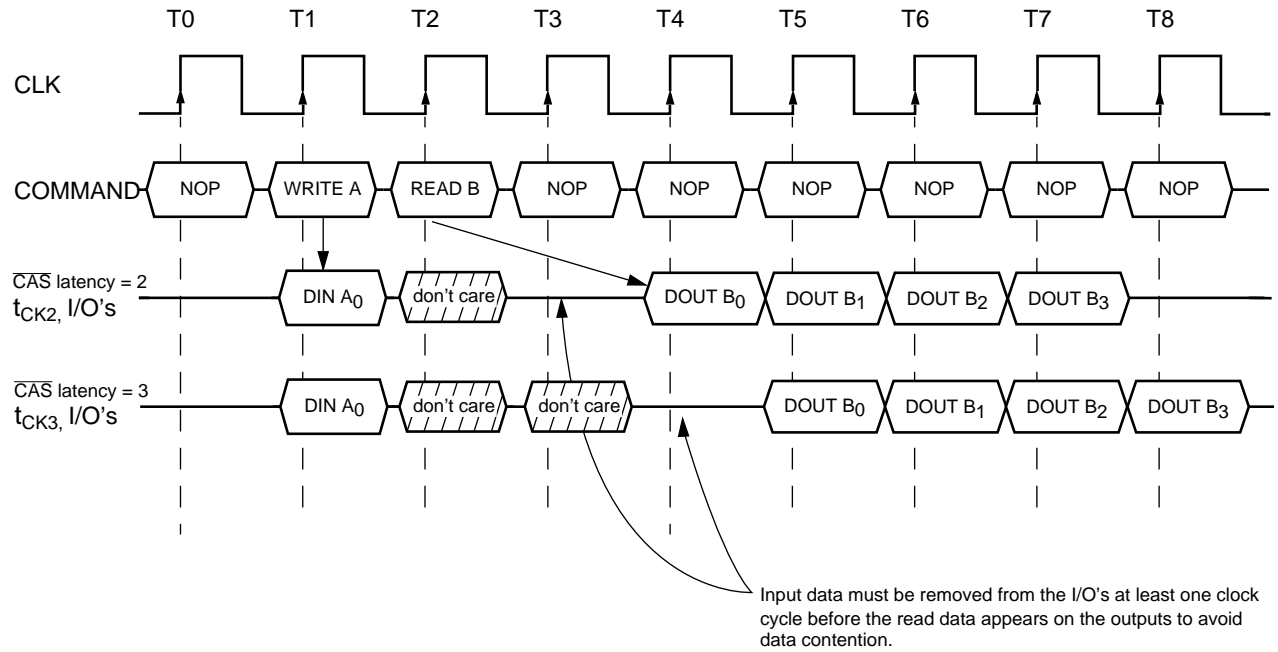 T0 T1 T2 T3 T4 T5 T6 T7 T8
CLK
COMMAND NOP WRITE A READ B NOP NOP NOP NOP NOP NOP
CAS latency = 2
tCK2, I/O's DIN A0 don't care DOUT B0 DOUT B1 DOUT B2 DOUT B3
CAS latency = 3
tCK3, I/O's DIN A0 don't care don't care DOUT B0 DOUT B1 DOUT B2 DOUT B3
Input data must be removed from the I/O's at least one clock
cycle before the read data appears on the outputs to avoid
data contention.